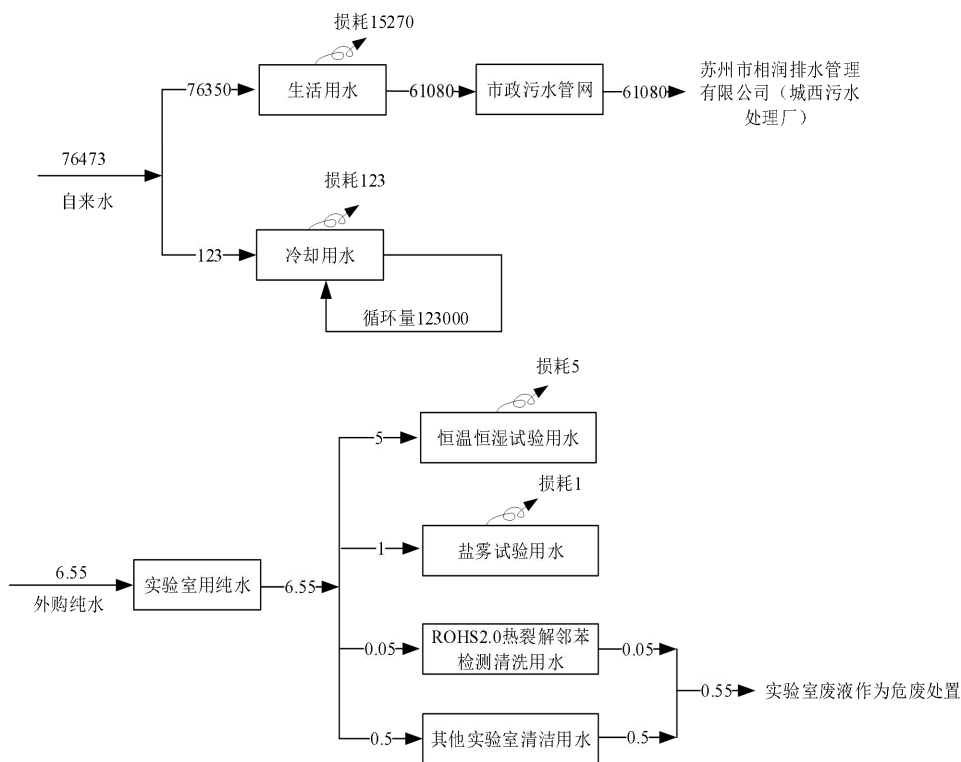 损耗15270
76350
生活用水
61080
市政污水管网
61080
苏州市相润排水管理
有限公司（城西污水
处理厂）
76473
自来水
损耗123
123
冷却用水
循环量123000
损耗5
5
恒温恒湿试验用水
损耗1
1
盐雾试验用水
6.55
外购纯水
实验室用纯水
6.55
0.05
ROHS2.0热裂解邻苯
检测清洗用水
0.05
0.55
实验室废液作为危废处置
0.5
其他实验室清洁用水
0.5